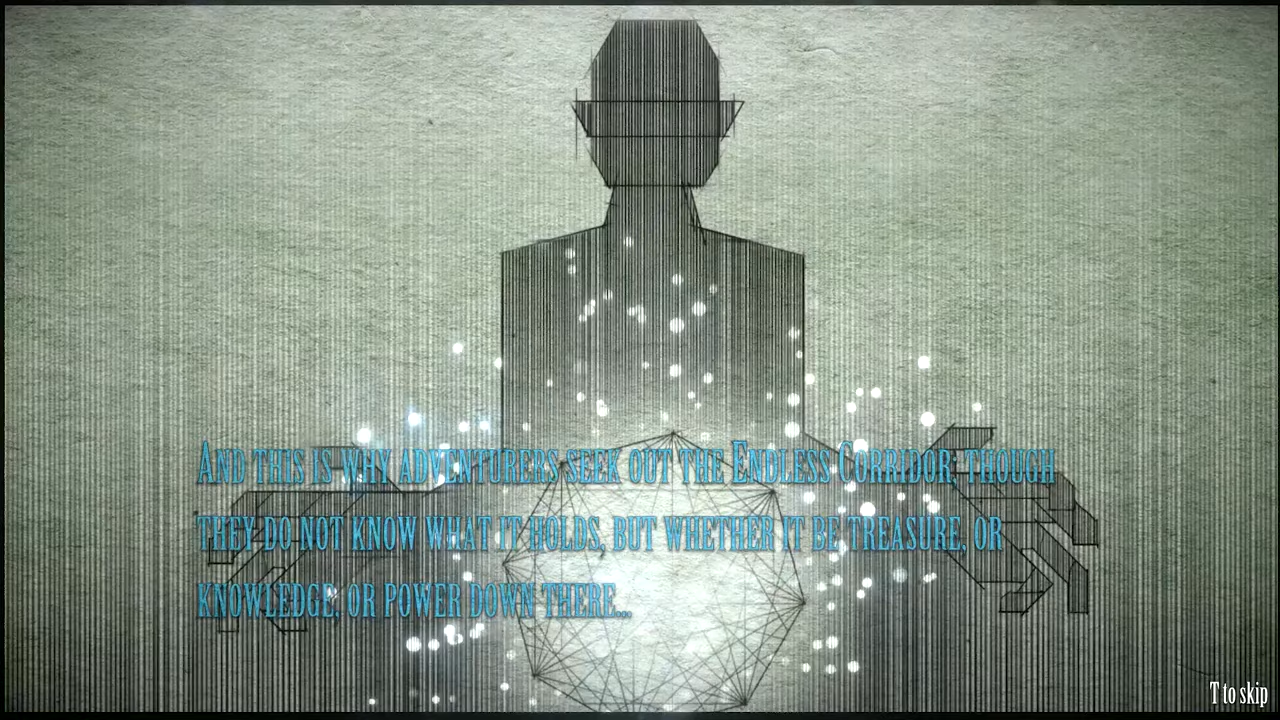 And this is why adventurers seek out the Endless Corridor; though
they do not know what it holds, but whether it be treasure, or
knowledge, or power down there...
T to skip